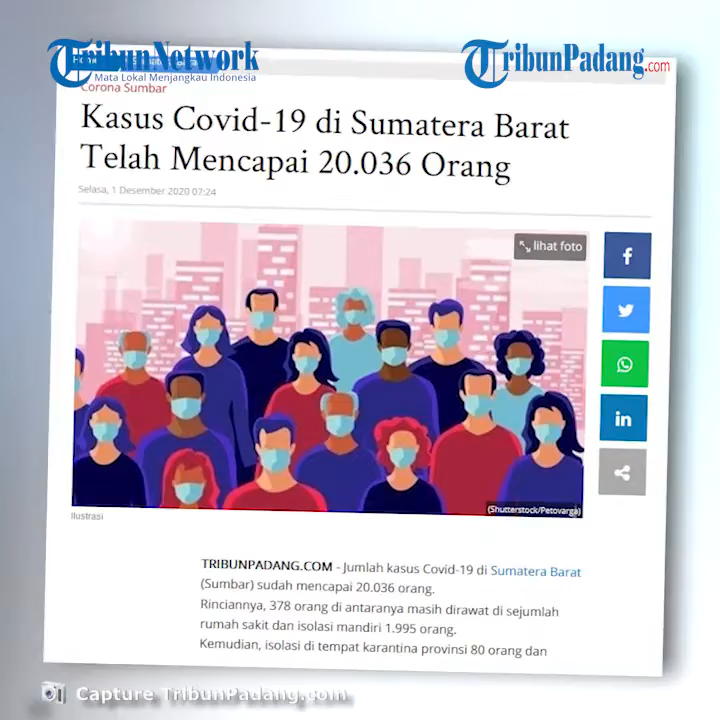 TribunNetwork
Mata Lokal Menjangkau Indonesia
TribunPadang.com
Corona Sumbar
Kasus Covid-19 di Sumatera Barat
Telah Mencapai 20.036 Orang
Selasa, 1 Desember 2020 07:24
lihat foto
(Shutterstock/Petovarga)
Ilustrasi
TRIBUNPADANG.COM - Jumlah kasus Covid-19 di Sumatera Barat
(Sumbar) sudah mencapai 20.036 orang.
Rinciannya, 378 orang di antaranya masih dirawat di sejumlah
rumah sakit dan isolasi mandiri 1.995 orang.
Kemudian, isolasi di tempat karantina provinsi 80 orang dan
Capture TribunPadang.com